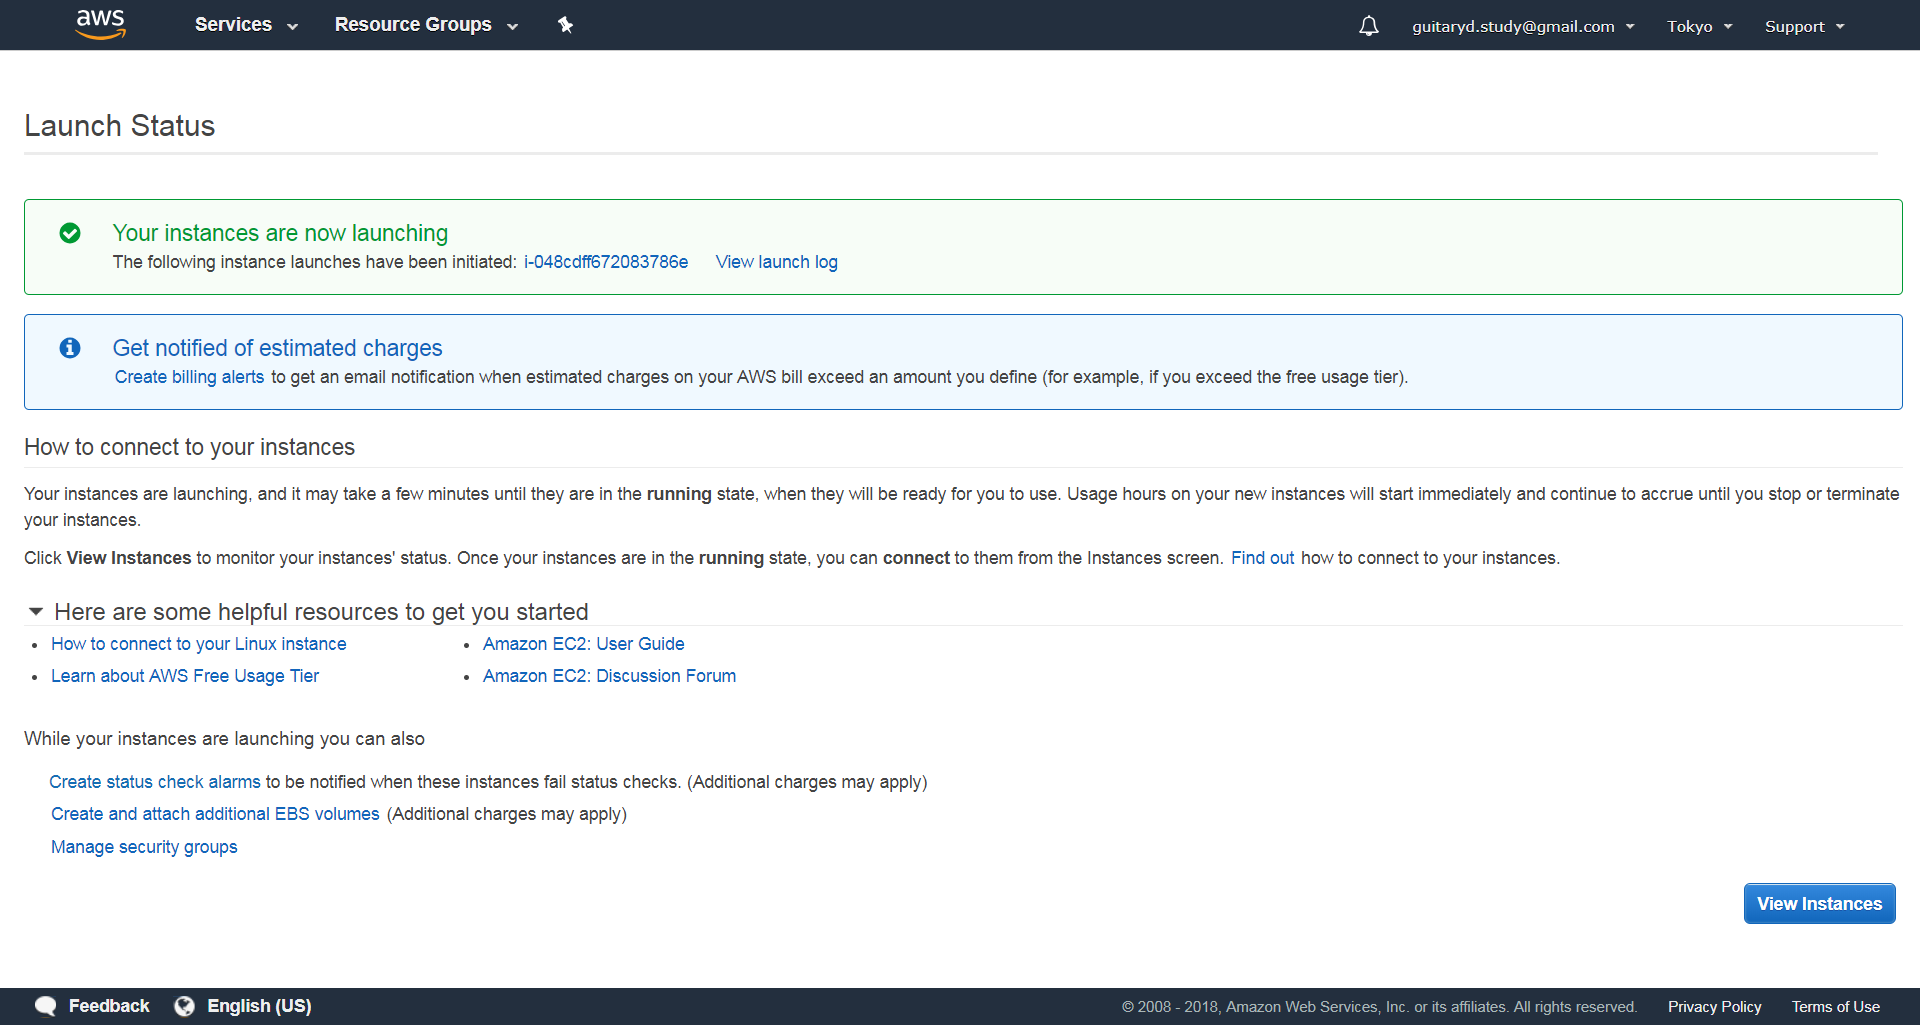 aws Services Resource Groups guitaryd.study@gmail.com Tokyo Support
Launch Status
Your instances are now launching
The following instance launches have been initiated: i-048cdff672083786e View launch log
Get notified of estimated charges
Create billing alerts to get an email notification when estimated charges on your AWS bill exceed an amount you define (for example, if you exceed the free usage tier).
How to connect to your instances
Your instances are launching, and it may take a few minutes until they are in the running state, when they will be ready for you to use. Usage hours on your new instances will start immediately and continue to accrue until you stop or terminate
your instances.
Click View Instances to monitor your instances' status. Once your instances are in the running state, you can connect to them from the Instances screen. Find out how to connect to your instances.
Here are some helpful resources to get you started
• How to connect to your Linux instance • Amazon EC2: User Guide
• Learn about AWS Free Usage Tier • Amazon EC2: Discussion Forum
While your instances are launching you can also
Create status check alarms to be notified when these instances fail status checks. (Additional charges may apply)
Create and attach additional EBS volumes (Additional charges may apply)
Manage security groups
View Instances
Feedback English (US) © 2008 - 2018, Amazon Web Services, Inc. or its affiliates. All rights reserved. Privacy Policy Terms of Use